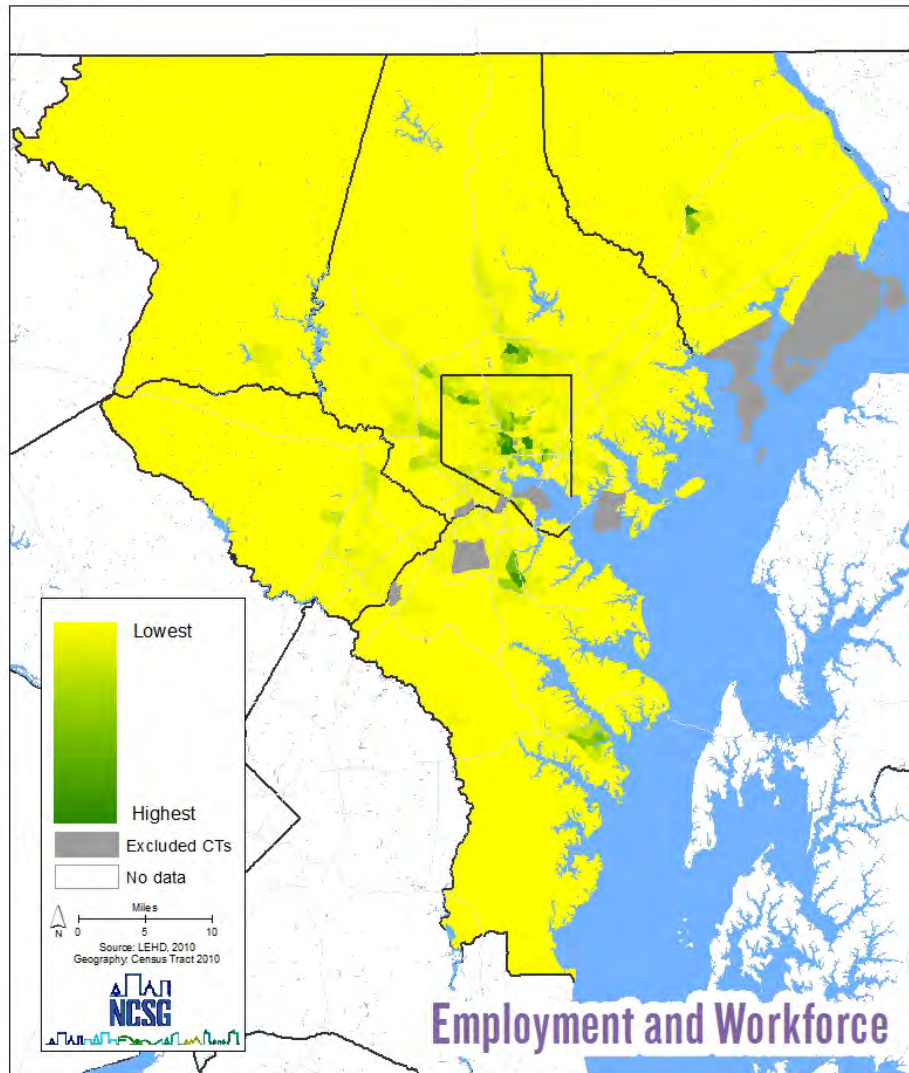 Lowest
Highest
Excluded CTs
No data
Miles
N
0 5 10
Source: LEHD, 2010
Geography: Census Tract 2010
NCSG
Employment and Workforce